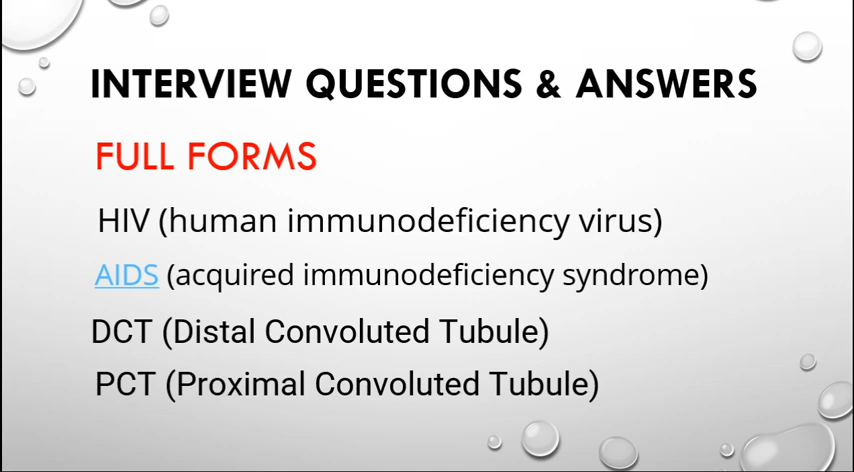 INTERVIEW QUESTIONS & ANSWERS
FULL FORMS
HIV (human immunodeficiency virus)
AIDS (acquired immunodeficiency syndrome)
DCT (Distal Convoluted Tubule)
PCT (Proximal Convoluted Tubule)